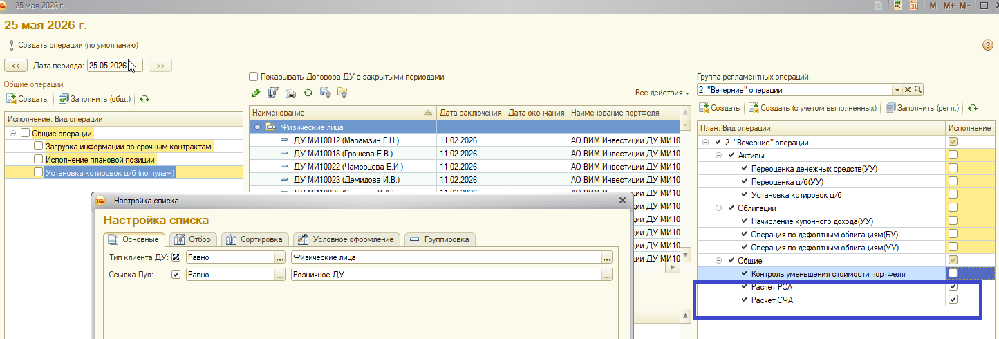 25 мая 2026 г.
M M+ M-
25 мая 2026 г.
Создать операции (по умолчанию)
<< Дата периода: 25.05.2026 >>
Общие операции
Создать Заполнить (общ.)
Исполнение, Вид операции
Общие операции
Загрузка информации по срочным контрактам
Исполнение плановой позиции
Установка котировок ц/б (по пулам)
Показывать Договора ДУ с закрытыми периодами
Все действия
Наименование Дата заключения Дата окончания Наименование портфеля
Физические лица
ДУ МИ10012 (Марамзин Г.Н.) 11.02.2026 АО ВИМ Инвестиции ДУ МИ10
ДУ МИ10018 (Грошева Е.В.) 11.02.2026 АО ВИМ Инвестиции ДУ МИ10
ДУ МИ10022 (Чаморцева Е.И.) 11.02.2026 АО ВИМ Инвестиции ДУ МИ10
ДУ МИ10023 (Демидова И.В.) 11.02.2026 АО ВИМ Инвестиции ДУ МИ10
Настройка списка
Настройка списка
Основные Отбор Сортировка Условное оформление Группировка
Тип клиента ДУ: Равно ... Физические лица ...
Ссылка.Пул: Равно ... Розничное ДУ ...
Группа регламентных операций:
2. "Вечерние" операции
Создать Создать (с учетом выполненных) Заполнить (регл.)
План, Вид операции Исполнение
2. "Вечерние" операции
Активы
Переоценка денежных средств(УУ)
Переоценка ц/б(УУ)
Установка котировок ц/б
Облигации
Начисление купонного дохода(УУ)
Операция по дефолтным облигациям(БУ)
Операция по дефолтным облигациям(УУ)
Общие
Контроль уменьшения стоимости портфеля
Расчет РСА
Расчет СЧА